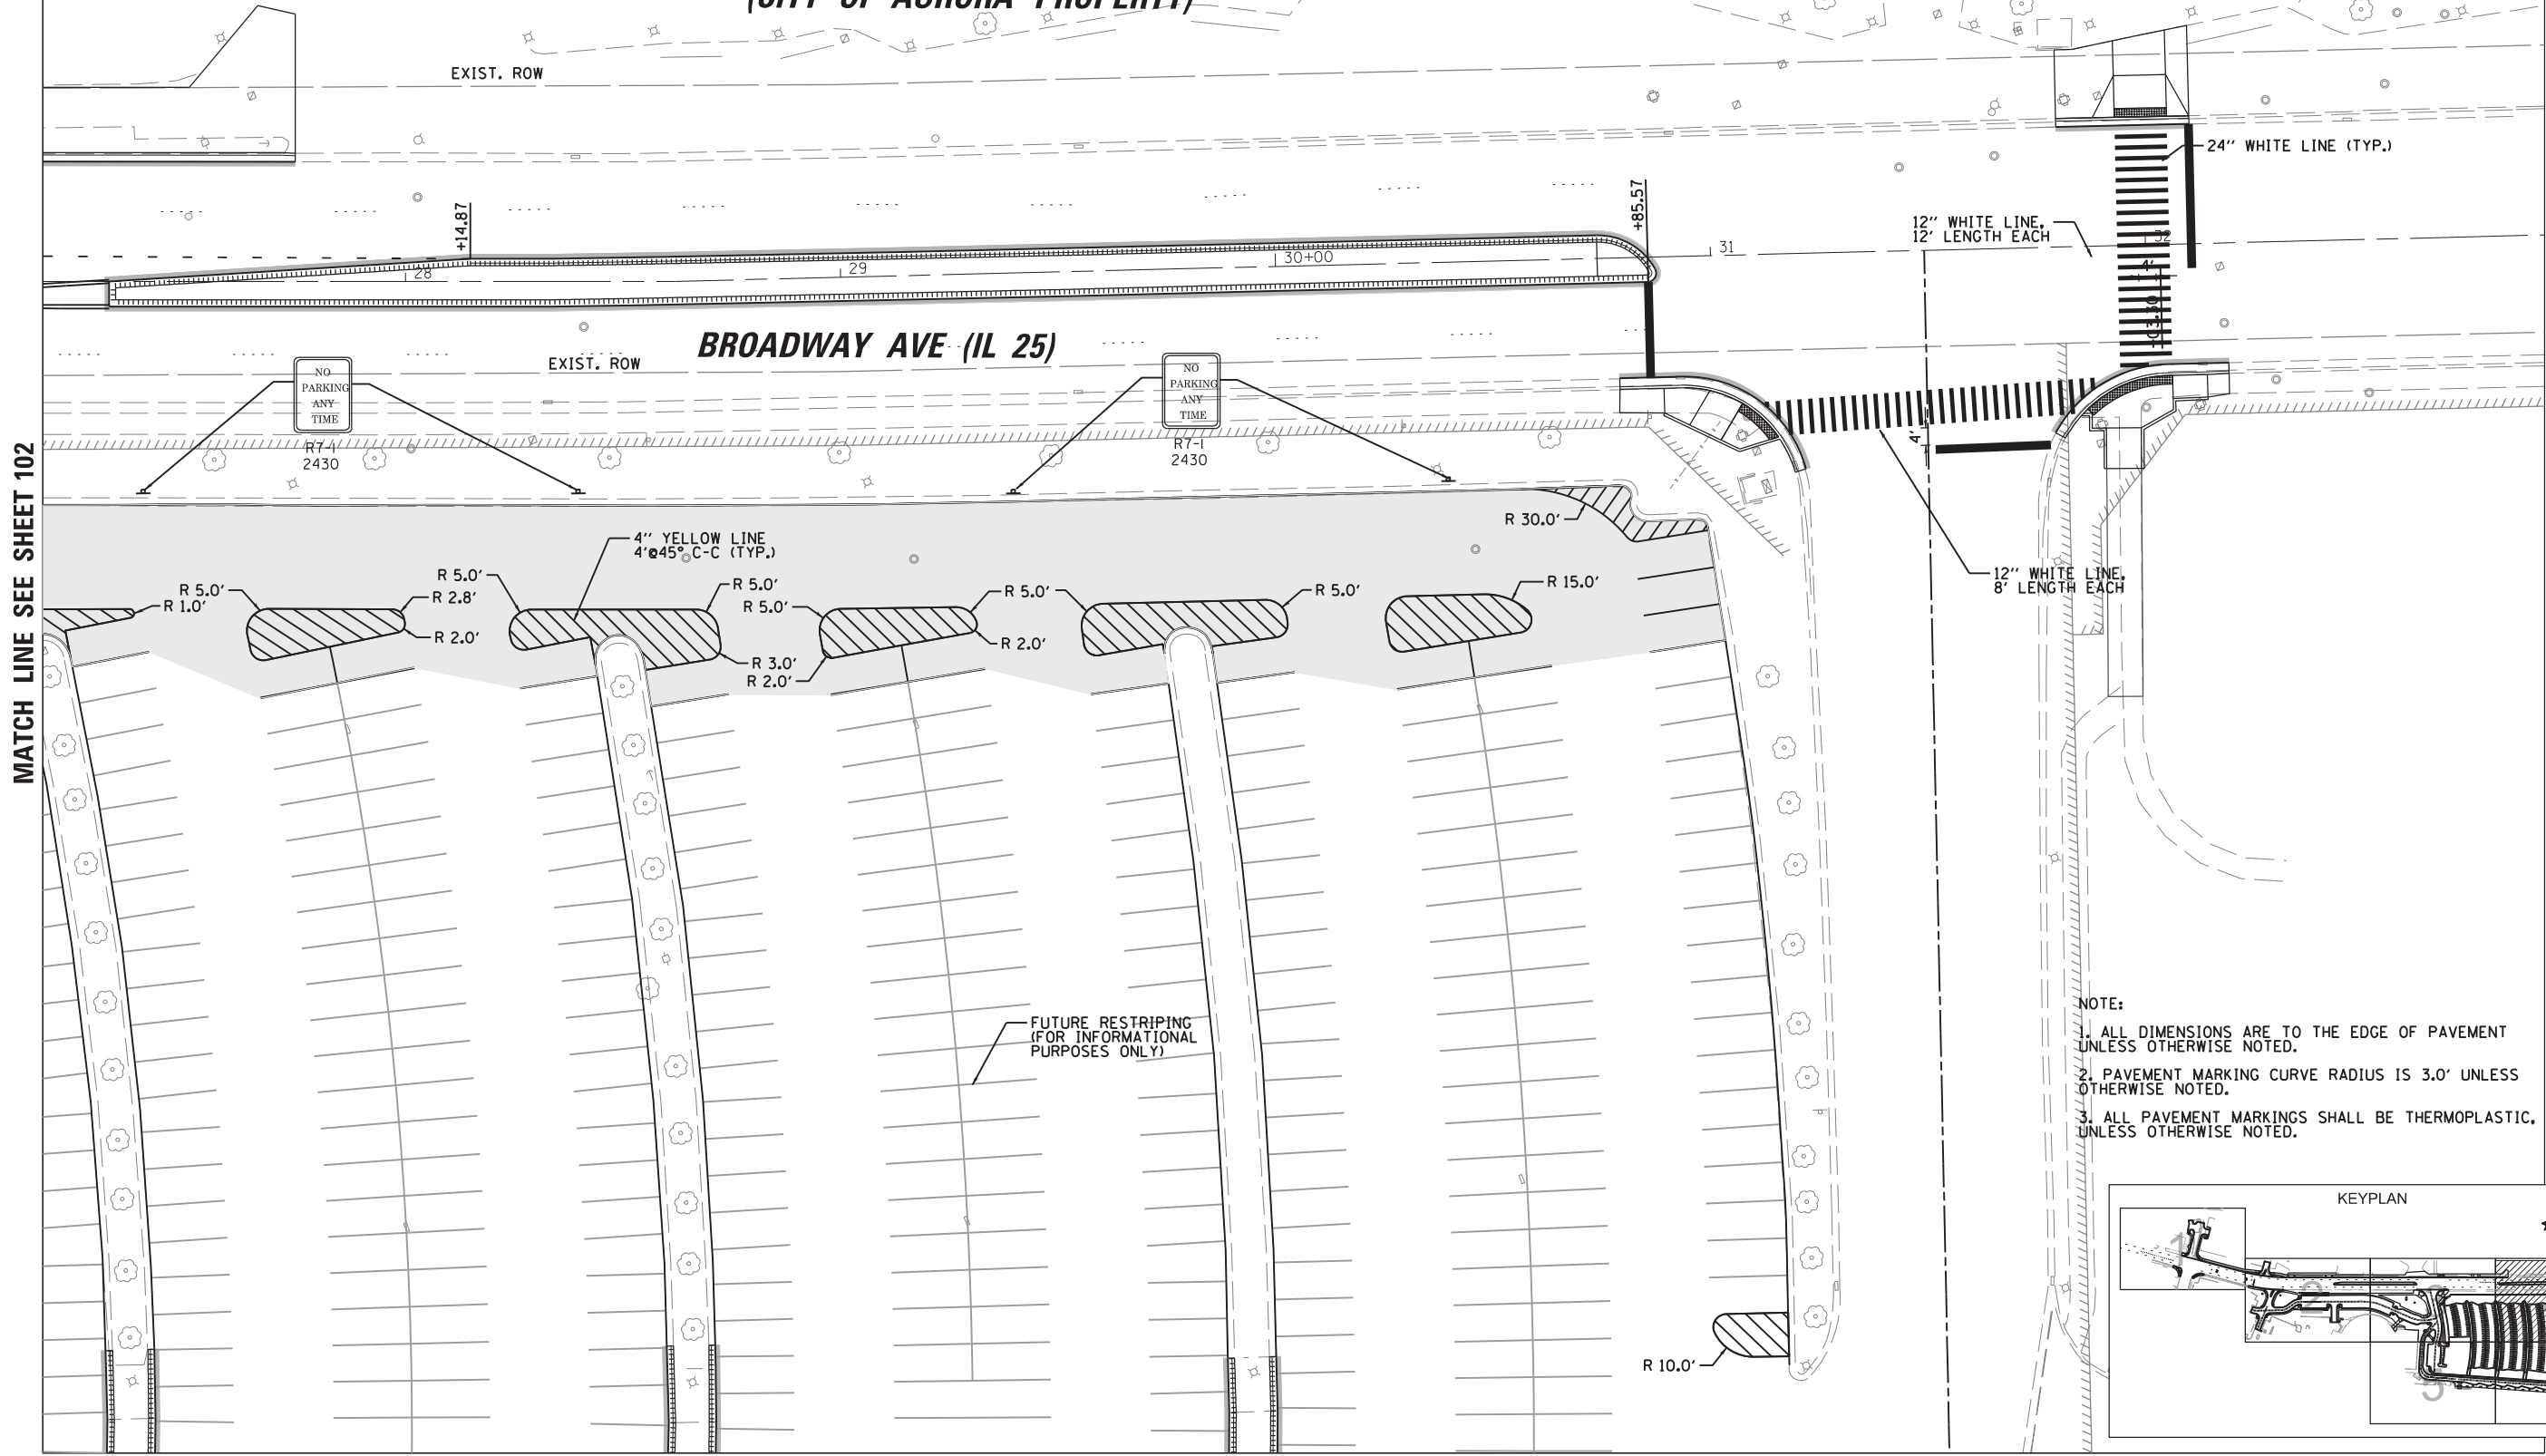 (CITY OF AURORA PROPERTY)
EXIST. ROW
24" WHITE LINE (TYP.)
+14.87
+85.57
12" WHITE LINE,
12' LENGTH EACH
28
29
30+00
31
32
4'
BROADWAY AVE (IL 25)
EXIST. ROW
NO
PARKING
ANY
TIME
R7-1
2430
NO
PARKING
ANY
TIME
R7-1
2430
4'
MATCH LINE SEE SHEET 102
R 30.0'
4" YELLOW LINE
4'@45° C-C (TYP.)
12" WHITE LINE,
8' LENGTH EACH
R 1.0'
R 5.0'
R 2.8'
R 2.0'
R 5.0'
R 5.0'
R 3.0'
R 5.0'
R 2.0'
R 5.0'
R 2.0'
R 5.0'
R 15.0'
FUTURE RESTRIPING
(FOR INFORMATIONAL
PURPOSES ONLY)
R 10.0'
NOTE:
1. ALL DIMENSIONS ARE TO THE EDGE OF PAVEMENT
UNLESS OTHERWISE NOTED.
2. PAVEMENT MARKING CURVE RADIUS IS 3.0' UNLESS
OTHERWISE NOTED.
3. ALL PAVEMENT MARKINGS SHALL BE THERMOPLASTIC,
UNLESS OTHERWISE NOTED.
KEYPLAN
1
2
3
5